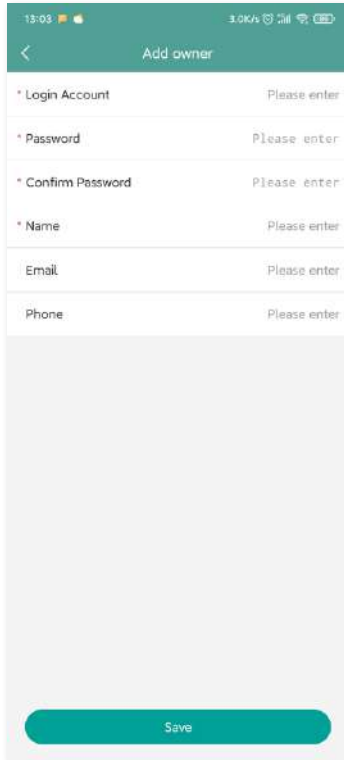 13:03 3.0K/s
Add owner
* Login Account Please enter
* Password Please enter
* Confirm Password Please enter
* Name Please enter
Email Please enter
Phone Please enter
Save